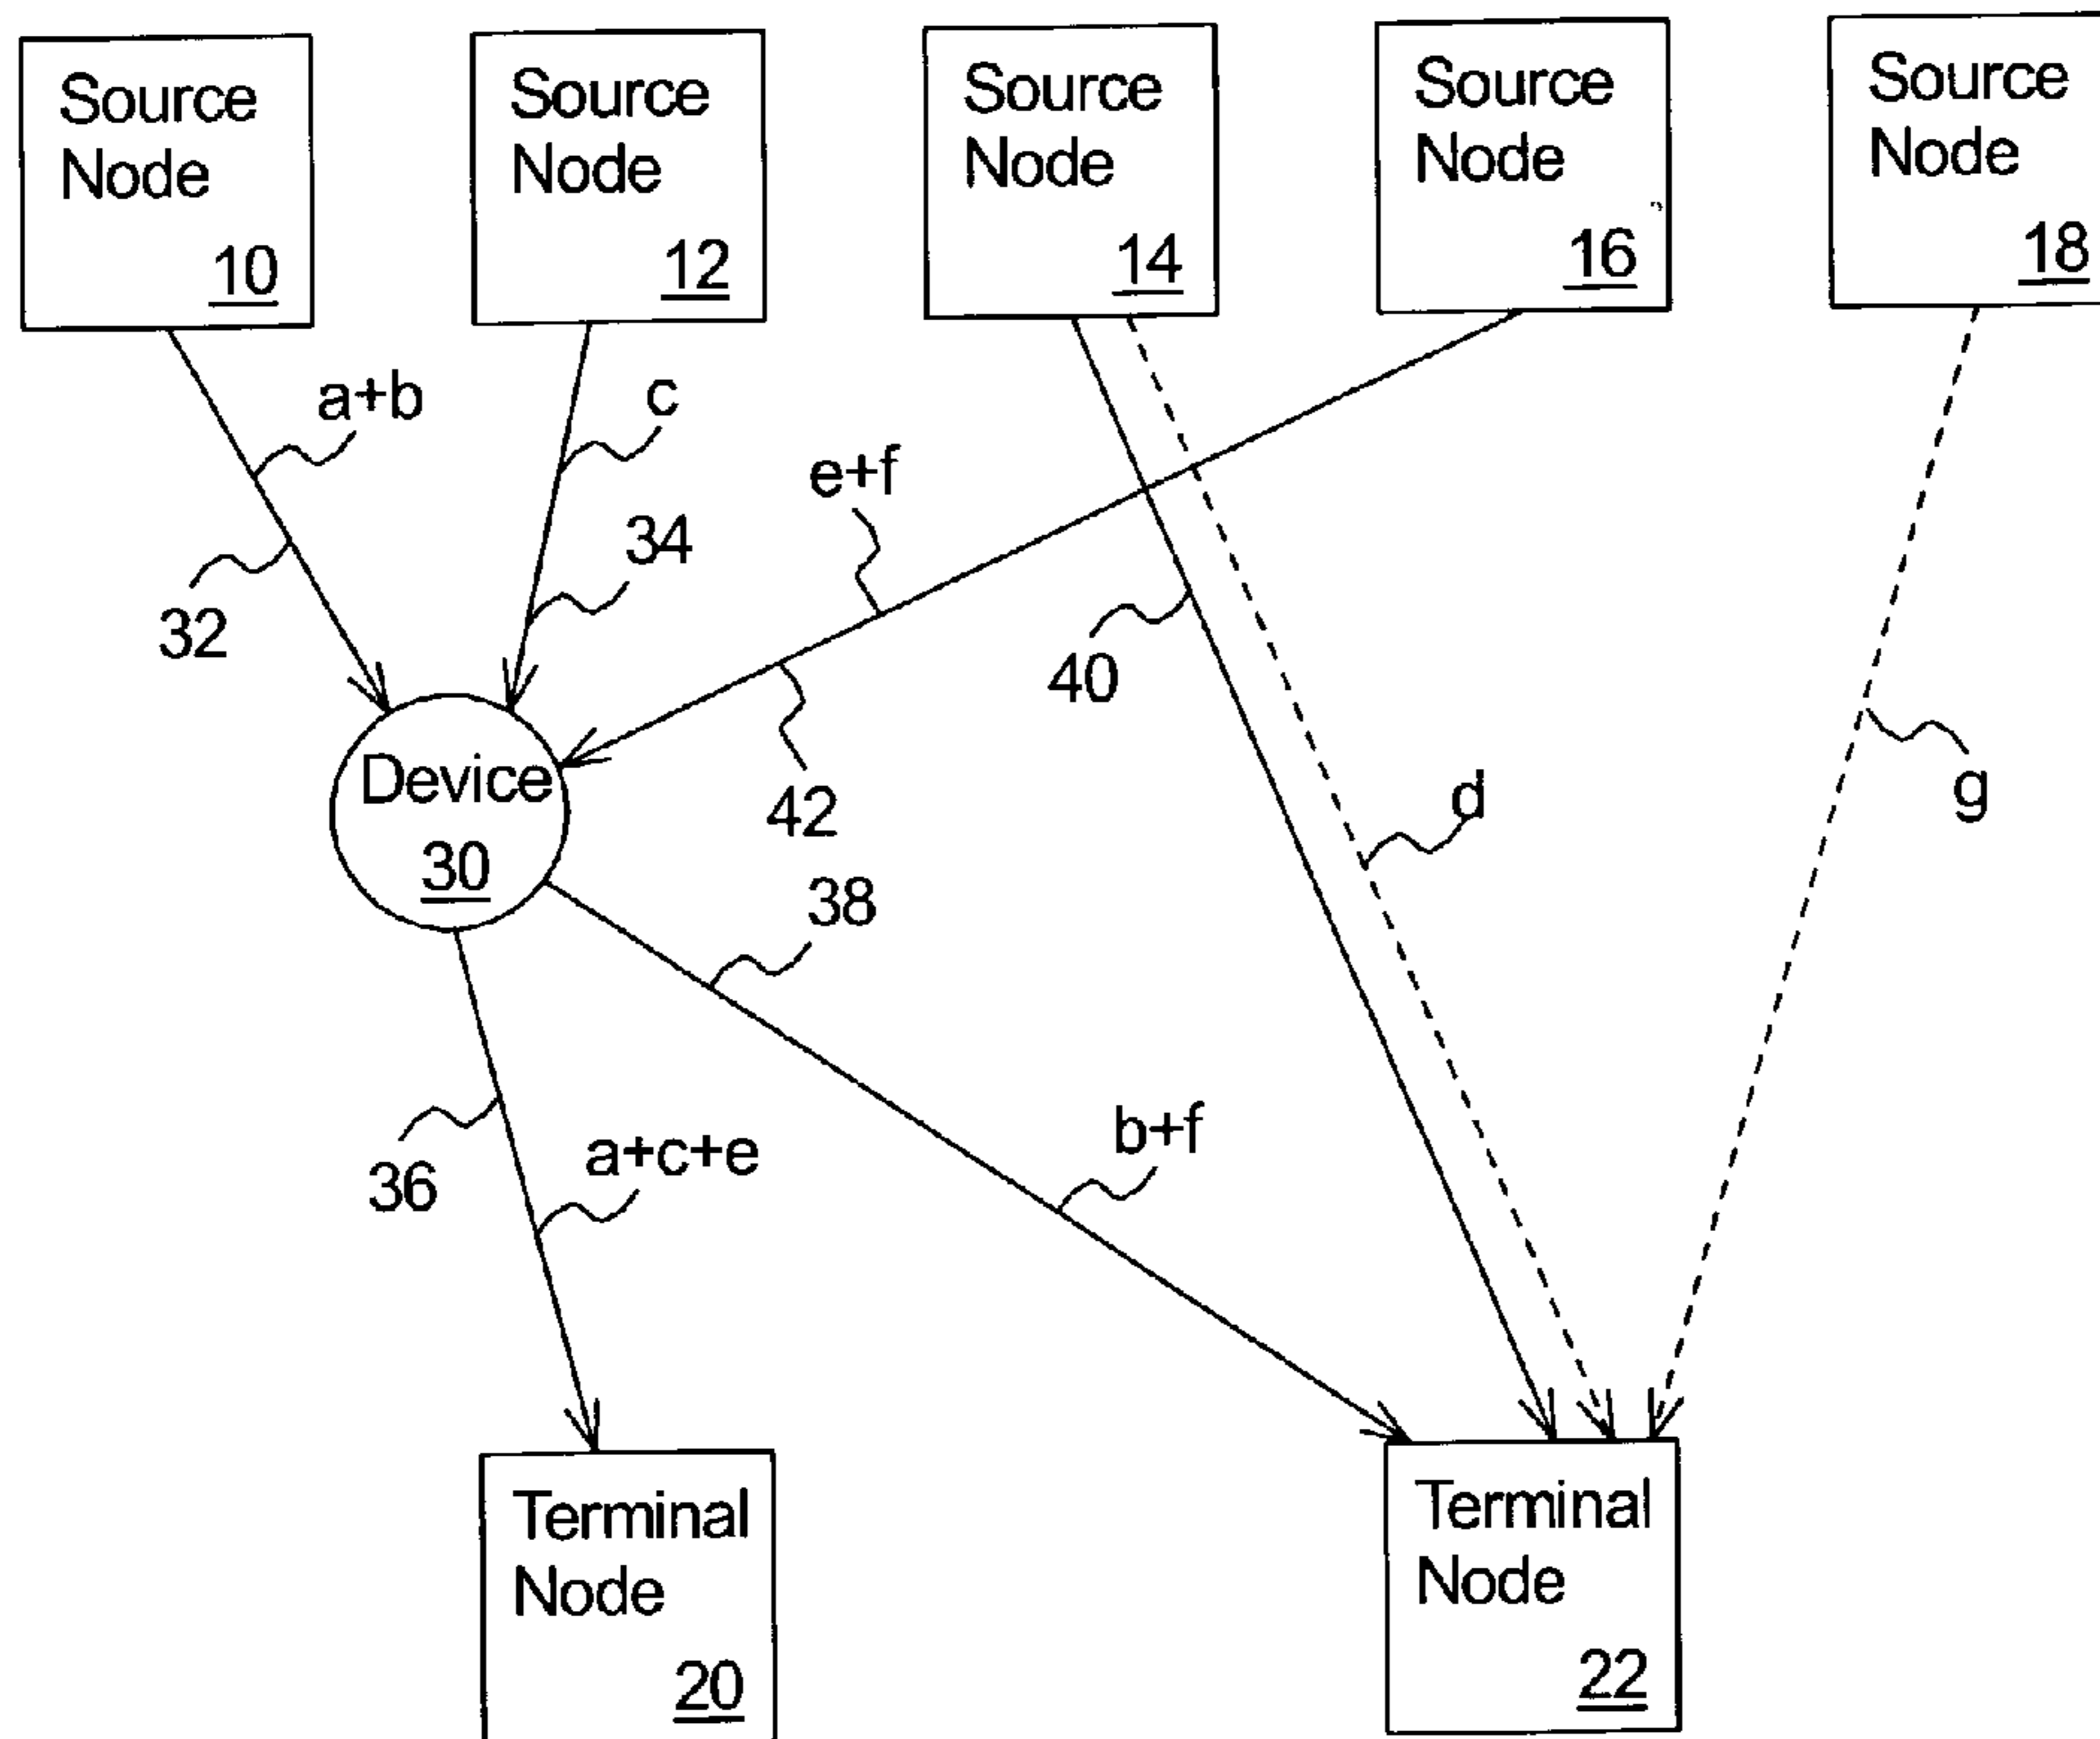 Source
Node
10
Source
Node
12
Source
Node
14
Source
Node
16
Source
Node
18
a+b
c
e+f
34
32
40
42
d
g
Device
30
38
36
a+c+e
b+f
Terminal
Node
20
Terminal
Node
22